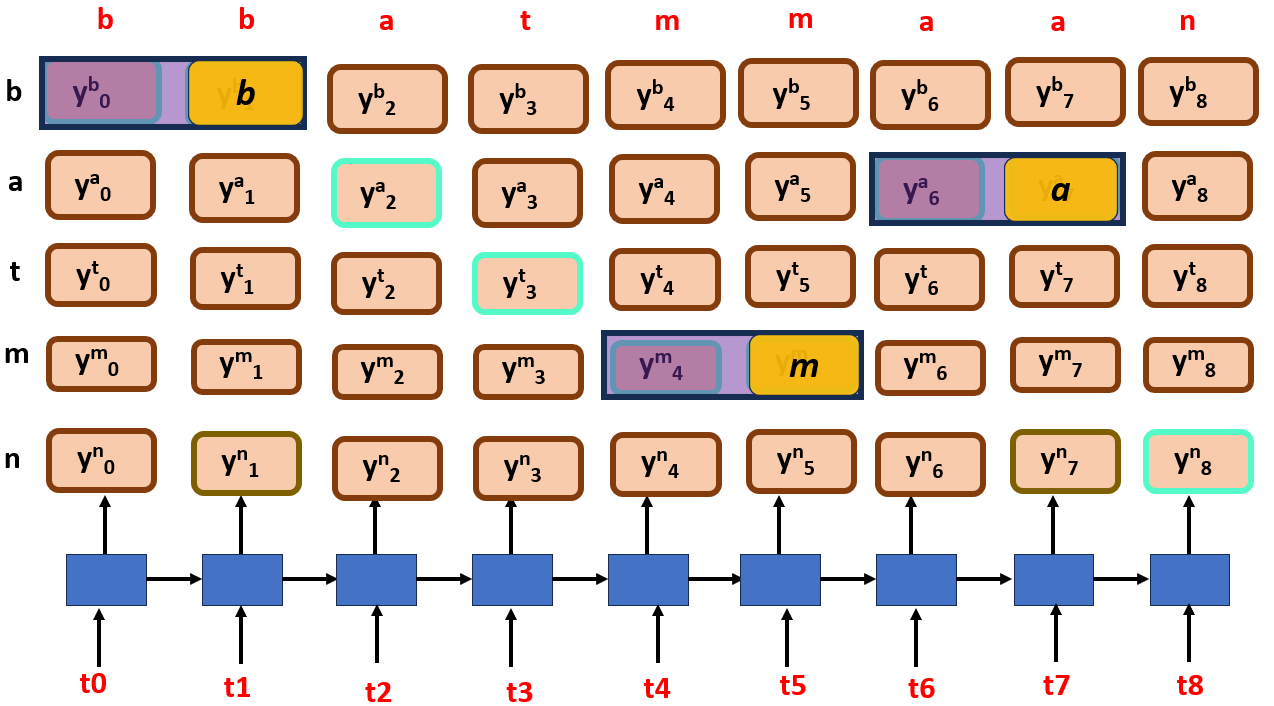 b b a t m m a a n
b y^b_0 b y^b_2 y^b_3 y^b_4 y^b_5 y^b_6 y^b_7 y^b_8
a y^a_0 y^a_1 y^a_2 y^a_3 y^a_4 y^a_5 y^a_6 a y^a_8
t y^t_0 y^t_1 y^t_2 y^t_3 y^t_4 y^t_5 y^t_6 y^t_7 y^t_8
m y^m_0 y^m_1 y^m_2 y^m_3 y^m_4 m y^m_6 y^m_7 y^m_8
n y^n_0 y^n_1 y^n_2 y^n_3 y^n_4 y^n_5 y^n_6 y^n_7 y^n_8
t0 t1 t2 t3 t4 t5 t6 t7 t8